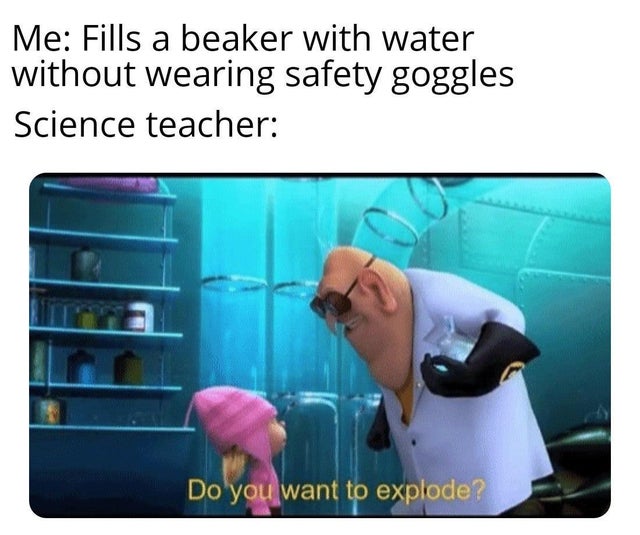 Me: Fills a beaker with water
without wearing safety goggles
Science teacher:
Do you want to explode?